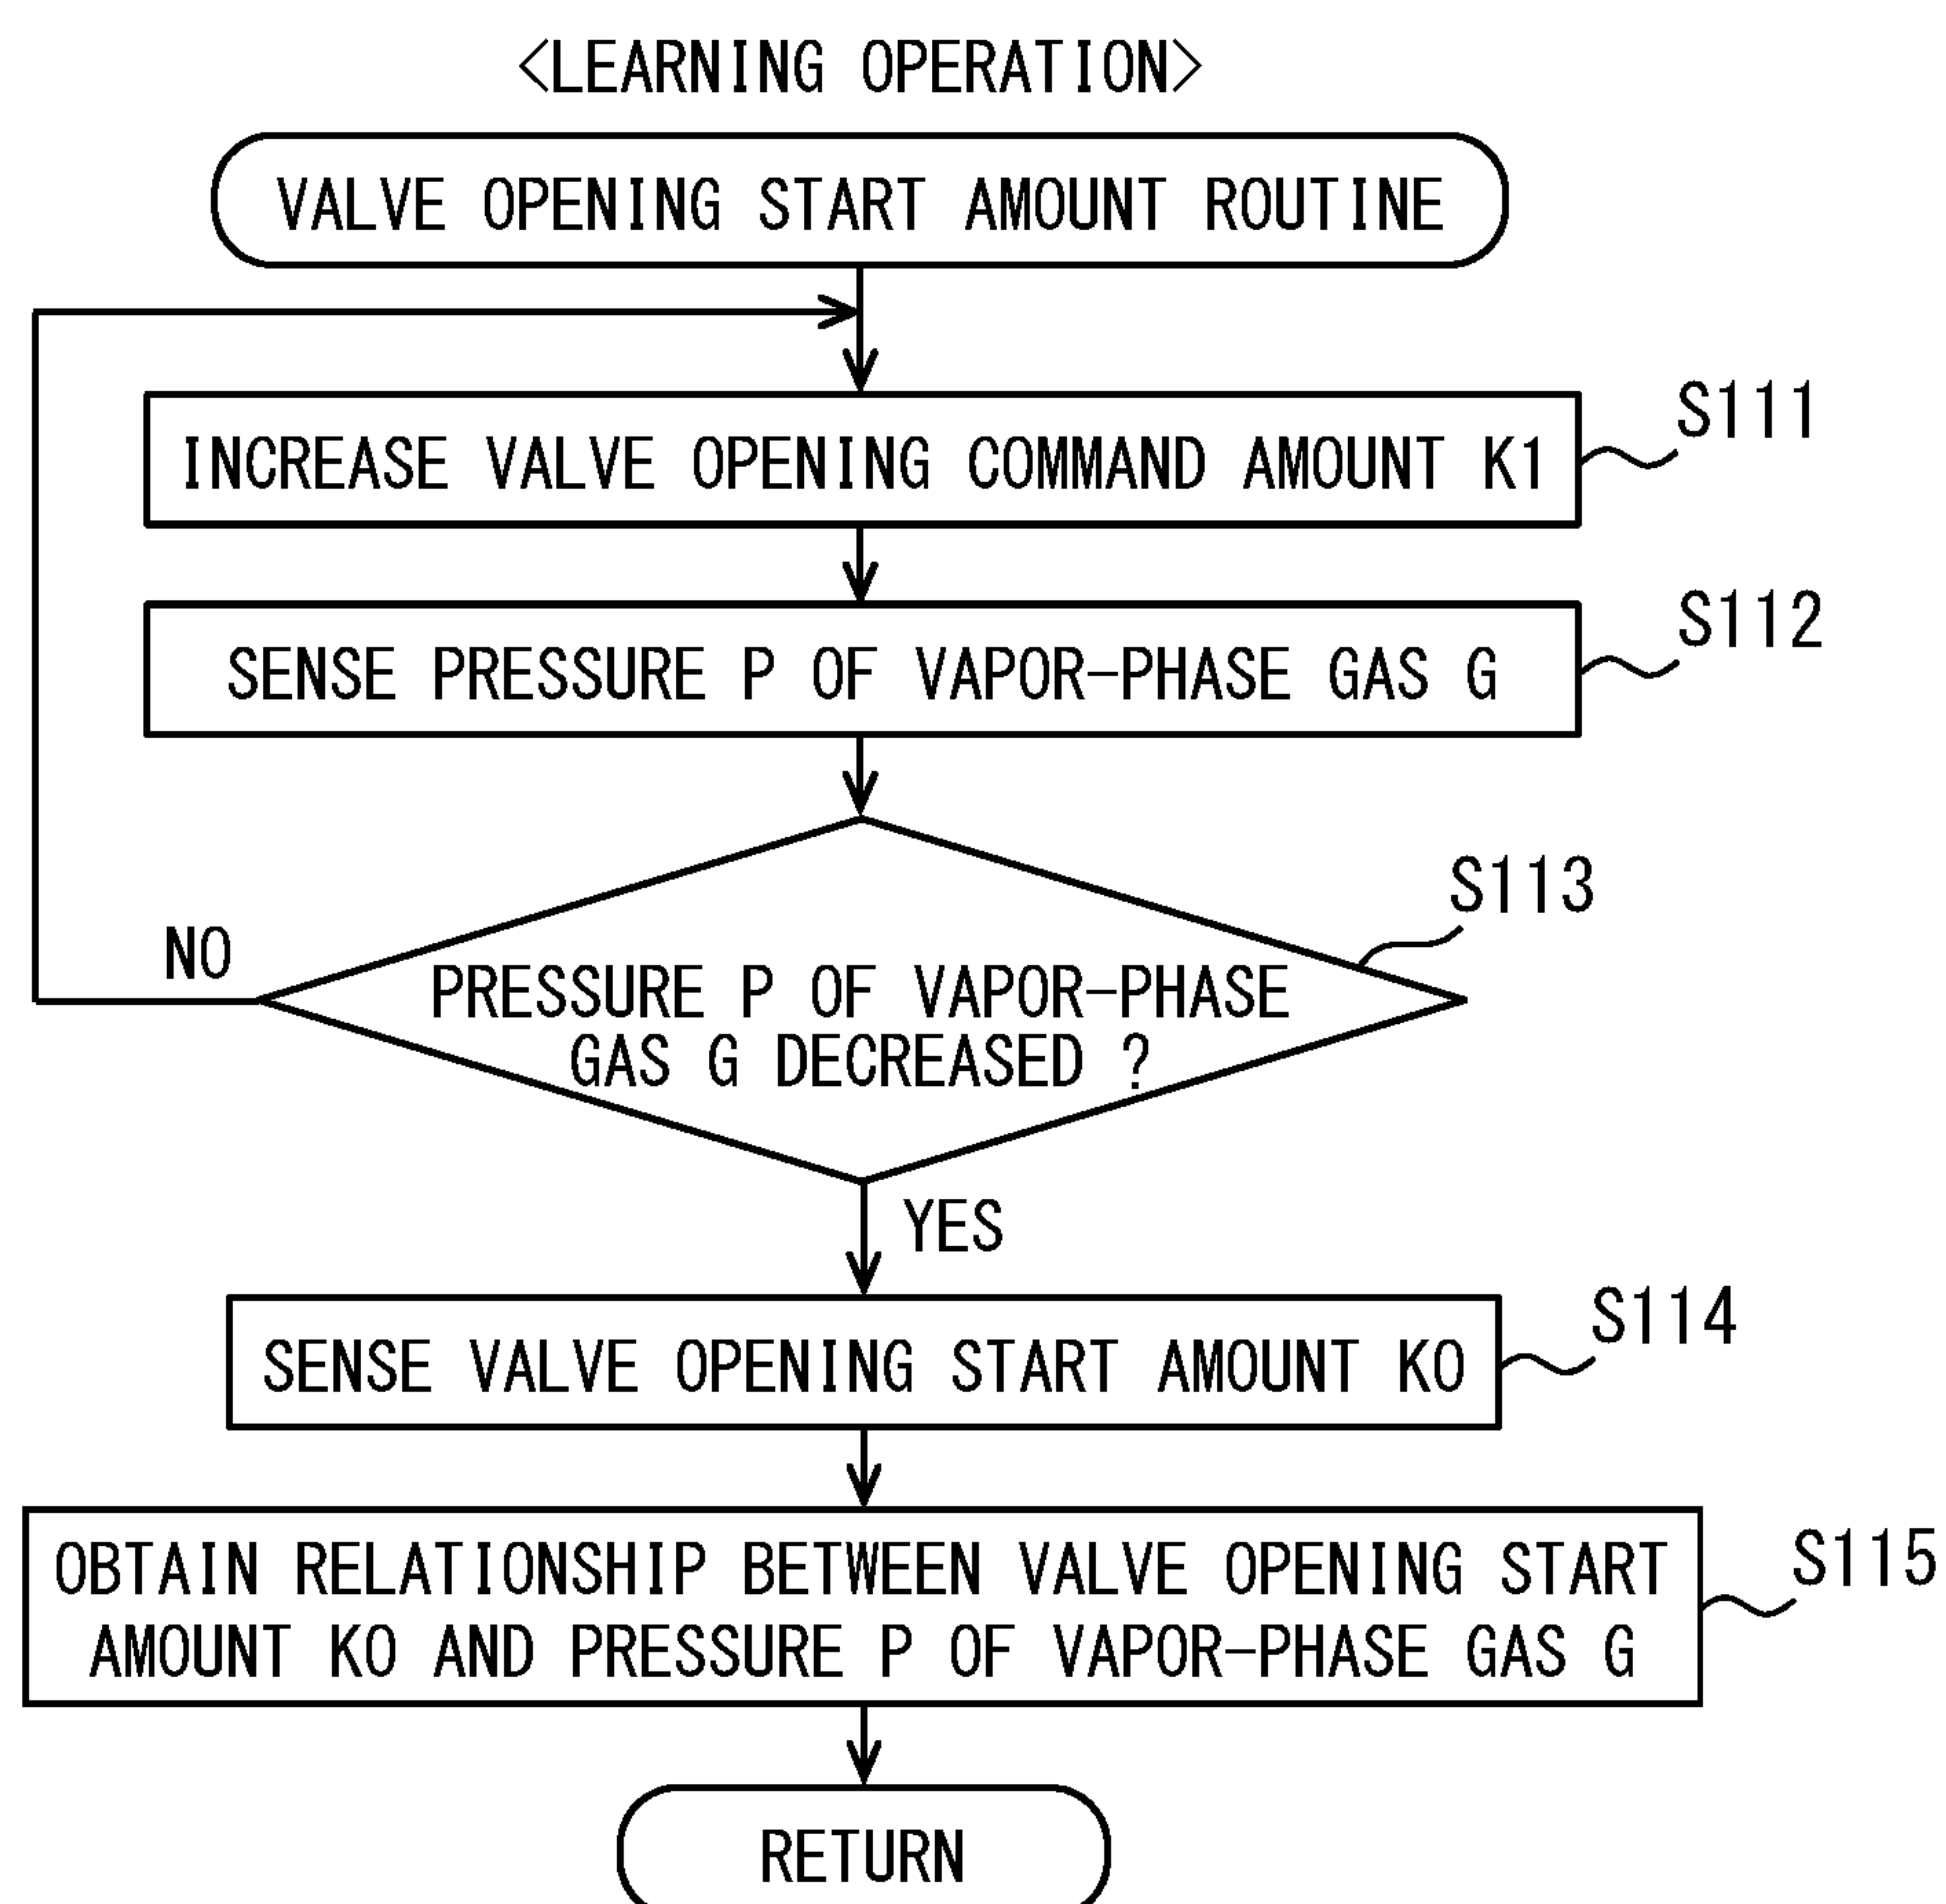 <LEARNING OPERATION>
VALVE OPENING START AMOUNT ROUTINE
INCREASE VALVE OPENING COMMAND AMOUNT K1
S111
SENSE PRESSURE P OF VAPOR-PHASE GAS G
S112
PRESSURE P OF VAPOR-PHASE
GAS G DECREASED ?
S113
NO
YES
SENSE VALVE OPENING START AMOUNT KO
S114
OBTAIN RELATIONSHIP BETWEEN VALVE OPENING START
AMOUNT KO AND PRESSURE P OF VAPOR-PHASE GAS G
S115
RETURN